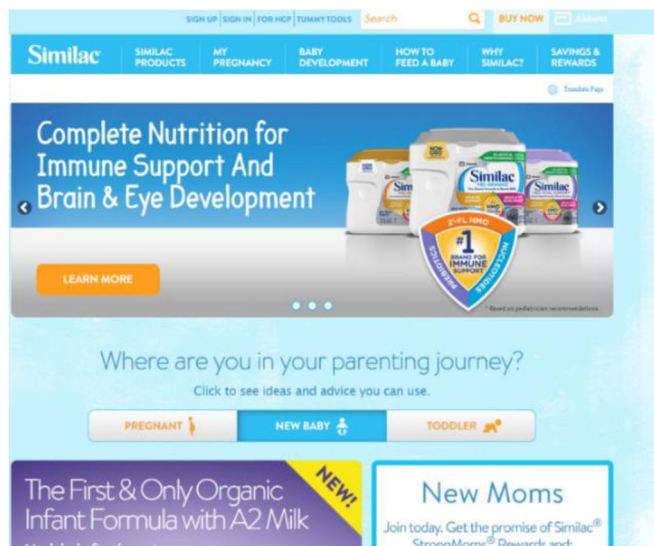 SIGN UP SIGN IN FOR HCP TUMMY TOOLS Search BUY NOW Abbott
Similac
SIMILAC PRODUCTS
MY PREGNANCY
BABY DEVELOPMENT
HOW TO FEED A BABY
WHY SIMILAC?
SAVINGS & REWARDS
Translate Page
Complete Nutrition for
Immune Support And
Brain & Eye Development
LEARN MORE
Similac
Similac
2'-FL HMO
#1
BRAND FOR
IMMUNE
SUPPORT
PREBIOTICS
NUCLEOTIDES
* Based on pediatrician recommendations.
Where are you in your parenting journey?
Click to see ideas and advice you can use.
PREGNANT
NEW BABY
TODDLER
The First & Only Organic
Infant Formula with A2 Milk
NEW!
New Moms
Join today. Get the promise of Similac®
StrongMoms® Rewards and: